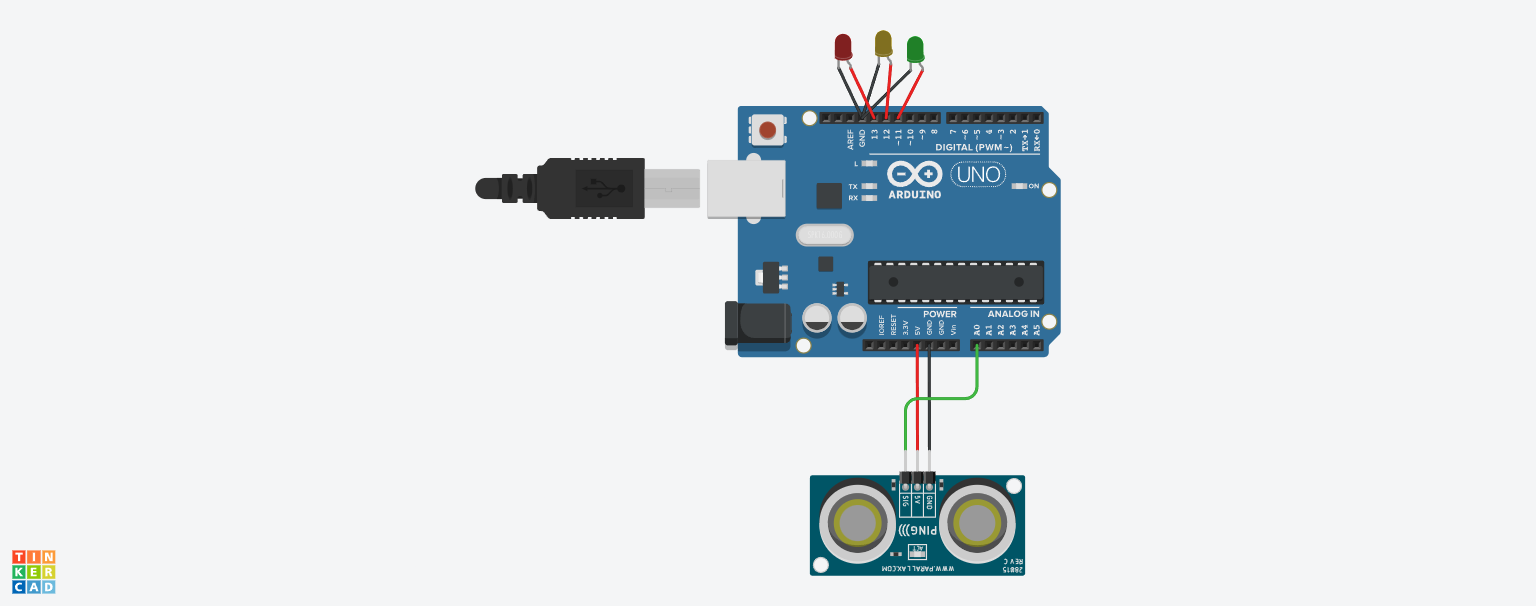 AREF
GND
13
12
~11
~10
~9
8
7
~6
~5
4
~3
2
TX→1
RX←0
DIGITAL (PWM~)
L
TX
RX
UNO
ARDUINO
ON
POWER
ANALOG IN
IOREF
RESET
3.3V
5V
GND
GND
Vin
A0
A1
A2
A3
A4
A5
SIG
5V
GND
PING)))
ACT
WWW.PARALLAX.COM
28015
REV C
TIN
KER
CAD